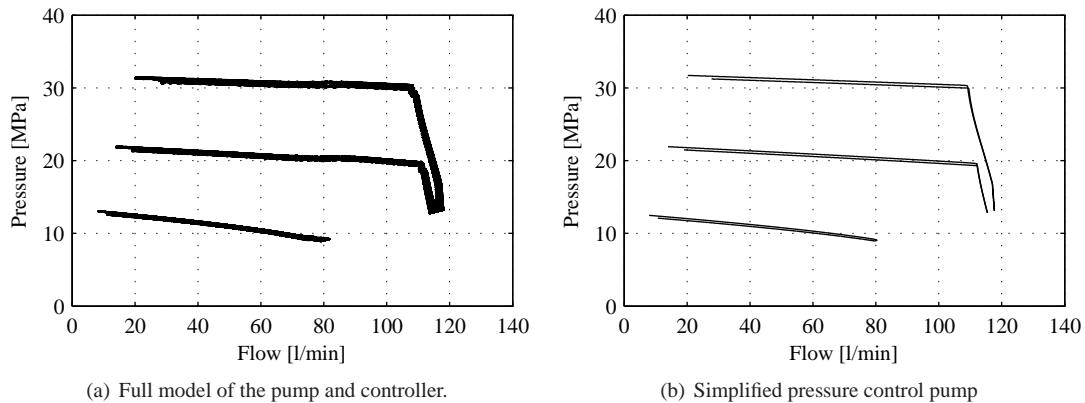 40
30
20
10
0
Pressure [MPa]
0 20 40 60 80 100 120 140
Flow [l/min]
(a) Full model of the pump and controller.
40
30
20
10
0
Pressure [MPa]
0 20 40 60 80 100 120 140
Flow [l/min]
(b) Simplified pressure control pump